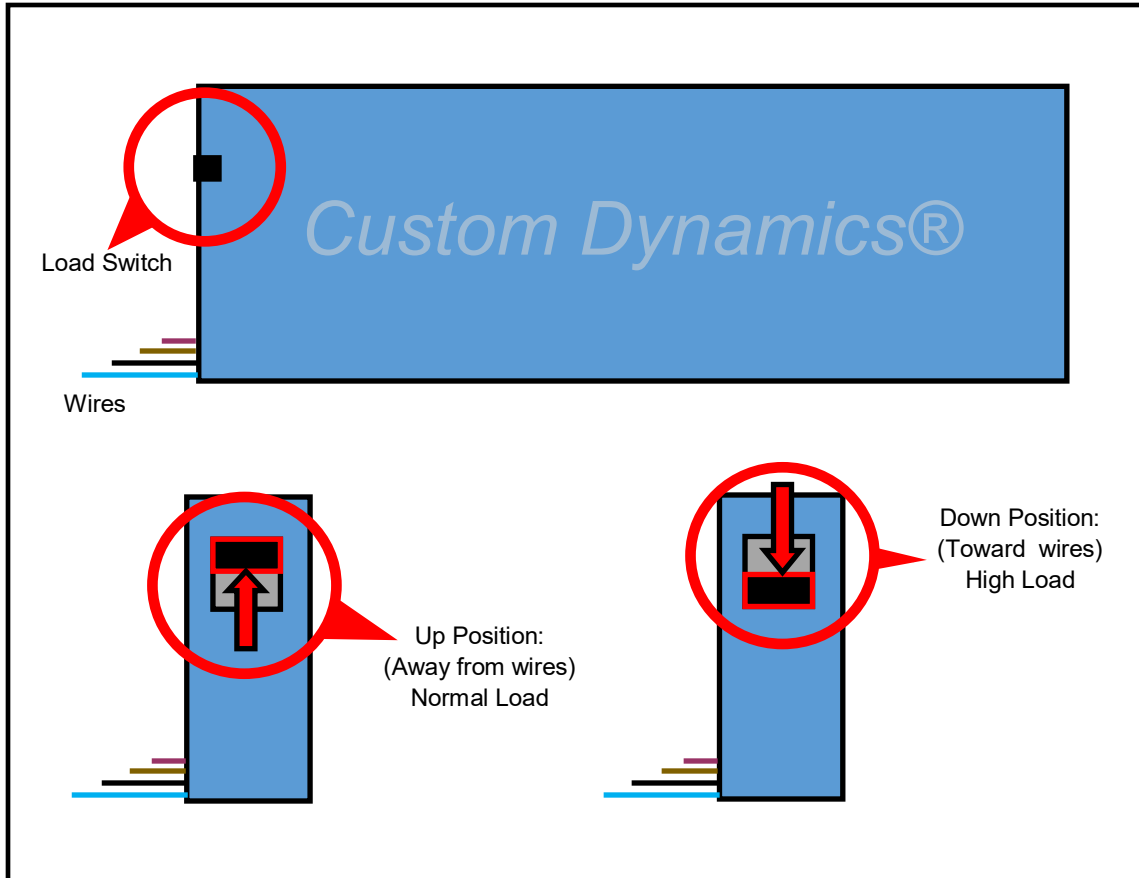 Custom Dynamics®
Load Switch
Wires
Up Position:
(Away from wires)
Normal Load
Down Position:
(Toward wires)
High Load